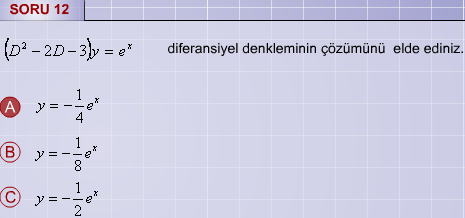 SORU 12
(D² − 2D − 3)y = eˣ diferansiyel denkleminin çözümünü elde ediniz.
A y = −1/4 eˣ
B y = −1/8 eˣ
C y = −1/2 eˣ